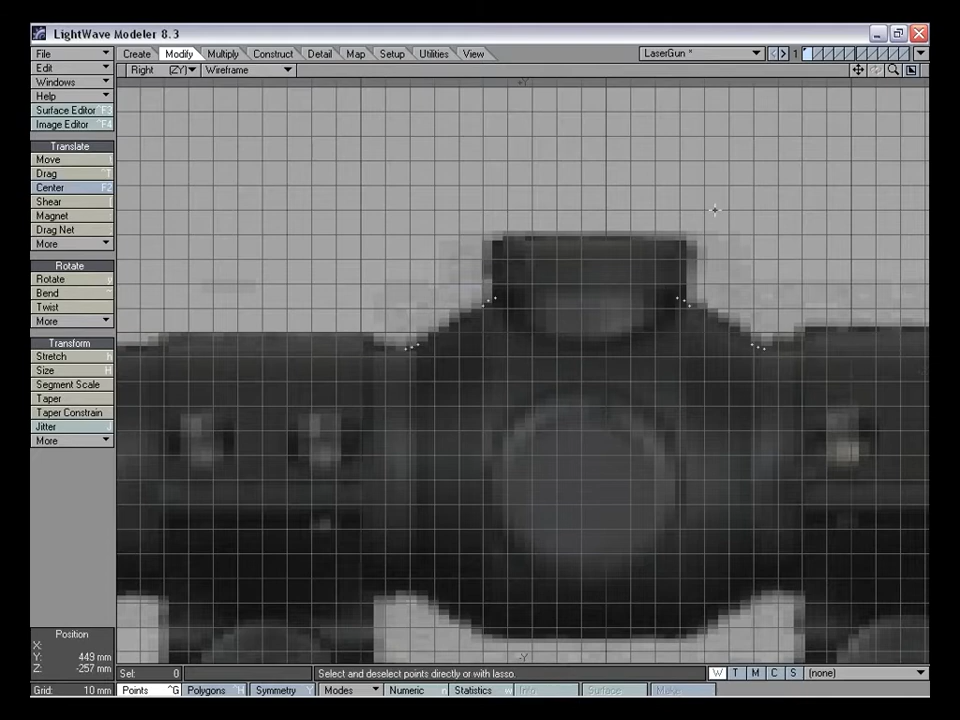 LightWave Modeler 8.3
File Create Modify Multiply Construct Detail Map Setup Utilities View LaserGun * 1
Edit Right (ZY) Wireframe
Windows
Help
Surface Editor ^F3
Image Editor ^F4
Translate
Move t
Drag ^T
Center F2
Shear [
Magnet :
Drag Net ;
More
Rotate
Rotate y
Bend ~
Twist
More
Transform
Stretch h
Size H
Segment Scale
Taper
Taper Constrain
Jitter J
More
Position
X:
Y: 449 mm
Z: -257 mm
Sel: 0 Select and deselect points directly or with lasso. W T M C S (none)
Grid: 10 mm Points ^G Polygons ^H Symmetry Y Modes Numeric n Statistics w Info Surface Make
+Y
-Y